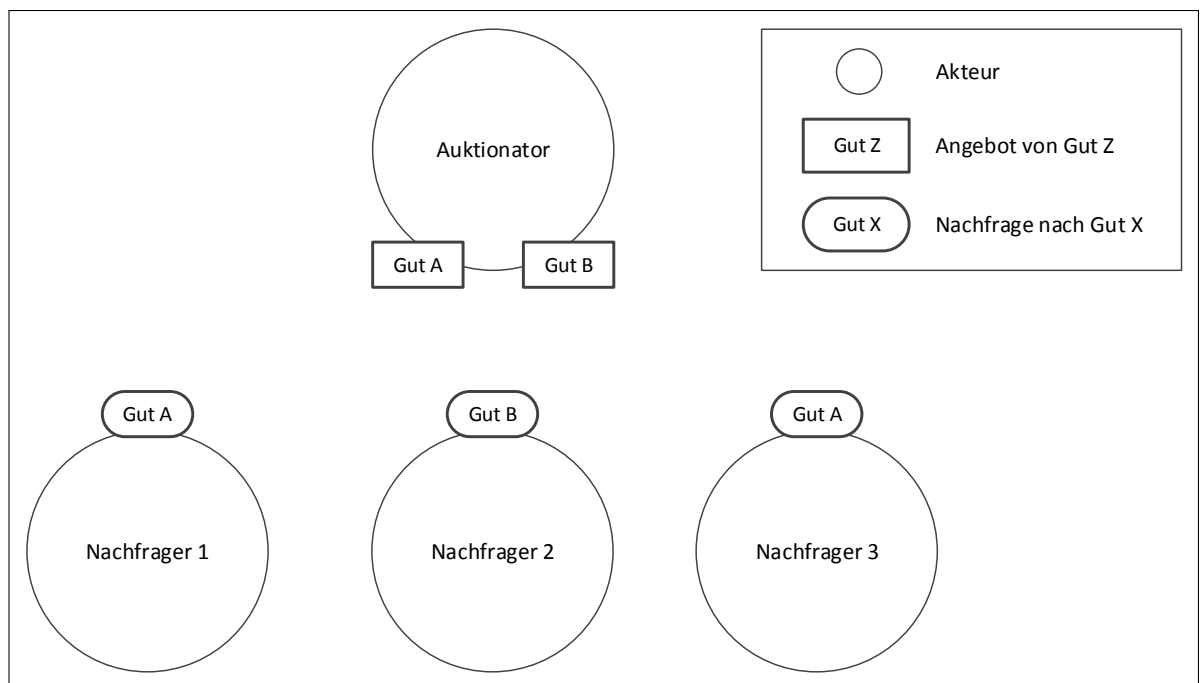 Auktionator
Gut A
Gut B
Gut Z
Gut X
Akteur
Angebot von Gut Z
Nachfrage nach Gut X
Gut A
Gut B
Gut A
Nachfrager 1
Nachfrager 2
Nachfrager 3